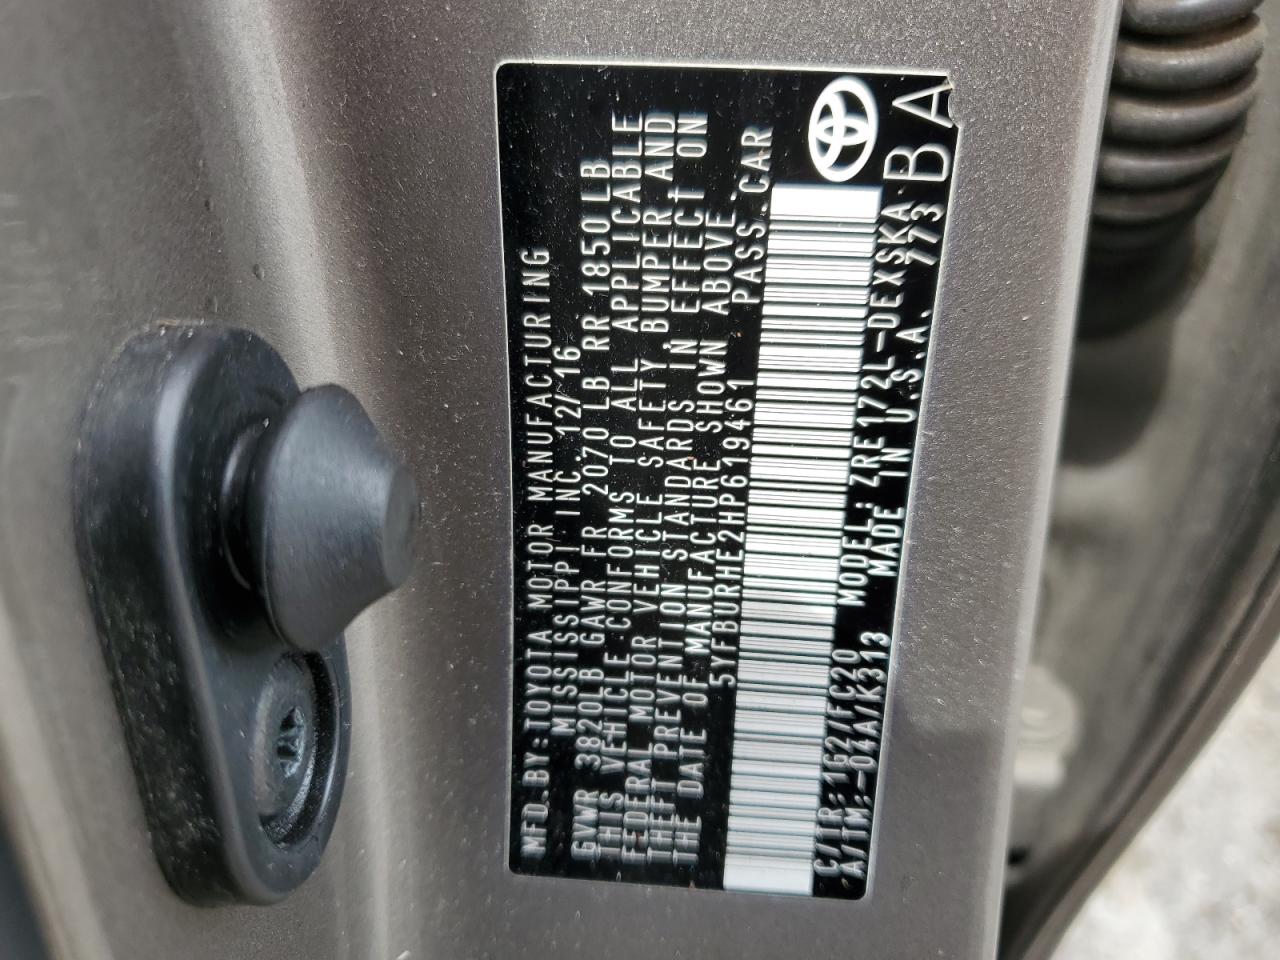 MFD.BY:TOYOTA MOTOR MANUFACTURING
MISSISSIPPI INC. 12/16
GVWR 3820LB GAWR FR 2070 LB RR 1850 LB
THIS VEHICLE CONFORMS TO ALL APPLICABLE
FEDERAL MOTOR VEHICLE SAFETY, BUMPER AND
THEFT PREVENTION STANDARDS IN EFFECT ON
THE DATE OF MANUFACTURE SHOWN ABOVE.
5YFBURHE2HP619461 PASS.CAR
C/TR:1G2/FC20 MODEL:ZRE172L-DEXSKA
A/TM:-04A/K313 MADE IN U.S.A. 773
BA